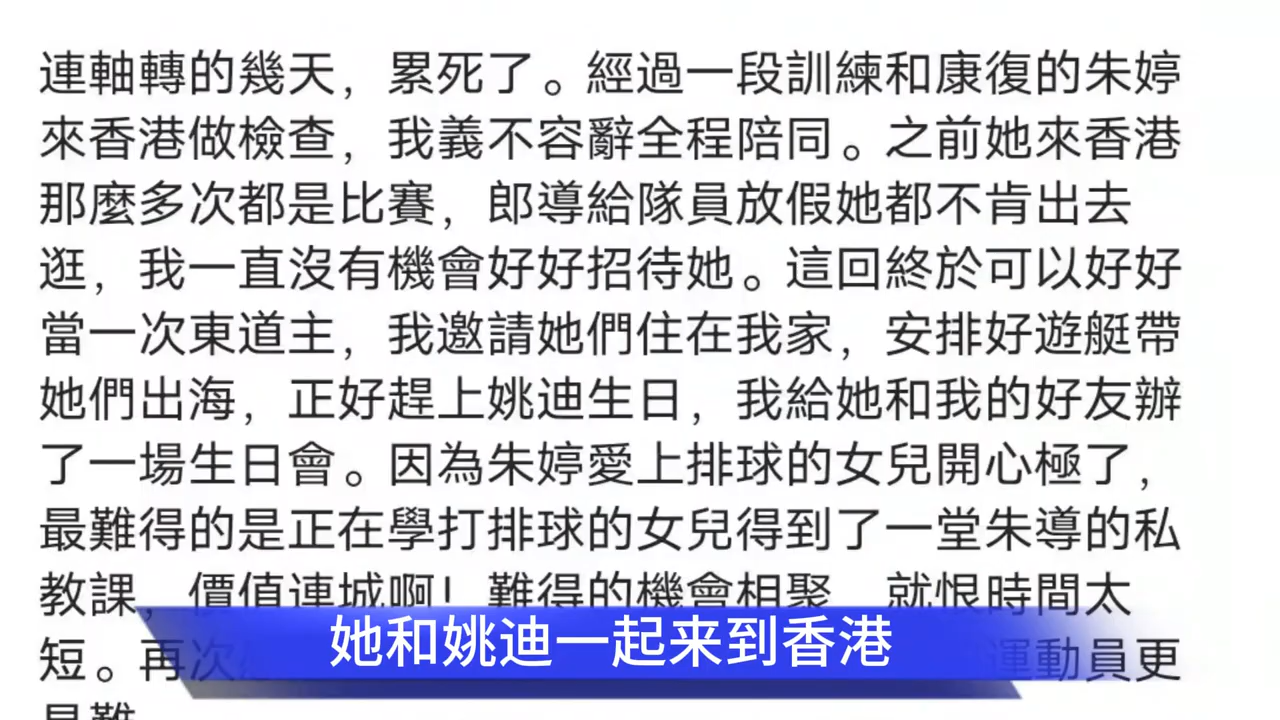 連軸轉的幾天，累死了。經過一段訓練和康復的朱婷
來香港做檢查，我義不容辭全程陪同。之前她來香港
那麼多次都是比賽，郎導給隊員放假她都不肯出去
逛，我一直沒有機會好好招待她。這回終於可以好好
當一次東道主，我邀請她們住在我家，安排好遊艇帶
她們出海，正好趕上姚迪生日，我給她和我的好友辦
了一場生日會。因為朱婷愛上排球的女兒開心極了，
最難得的是正在學打排球的女兒得到了一堂朱導的私
教課，價值連城啊！難得的機會相聚，就恨時間太
短。再次 運動員更
她和姚迪一起来到香港
是難